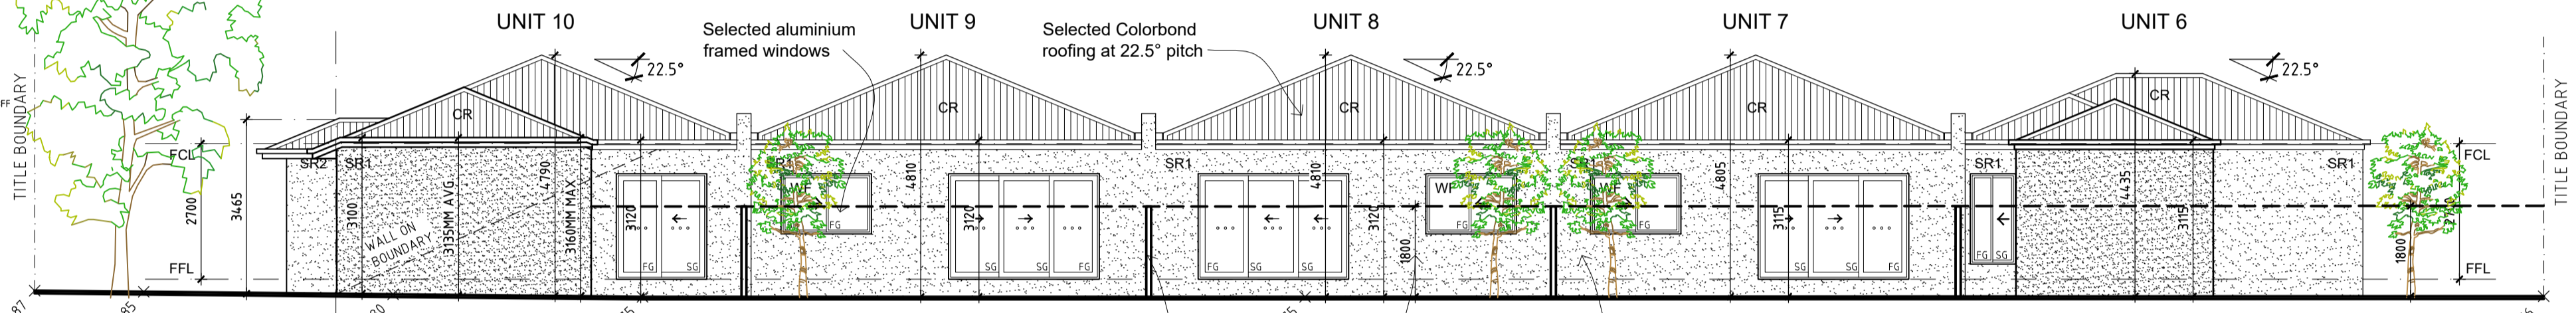 UNIT 10
UNIT 9
UNIT 8
UNIT 7
UNIT 6
Selected aluminium
framed windows
Selected Colorbond
roofing at 22.5° pitch
22.5°
22.5°
22.5°
TITLE BOUNDARY
TITLE BOUNDARY
FF
CR
CR
CR
CR
CR
FCL
FFL
2700
3465
SR2
SR1
3100
WALL ON
BOUNDARY
3135MM AVG
4790
3160MM MAX
3120
FG
SG
WF
FG
4810
3120
SG
SG
FG
SR1
FG
SG
SG
4810
3120
1800
FG
SR1
WF
FG
4805
3115
SG
SG
FG
SR1
FG
SG
4435
3115
SR1
1800
FCL
FFL
87